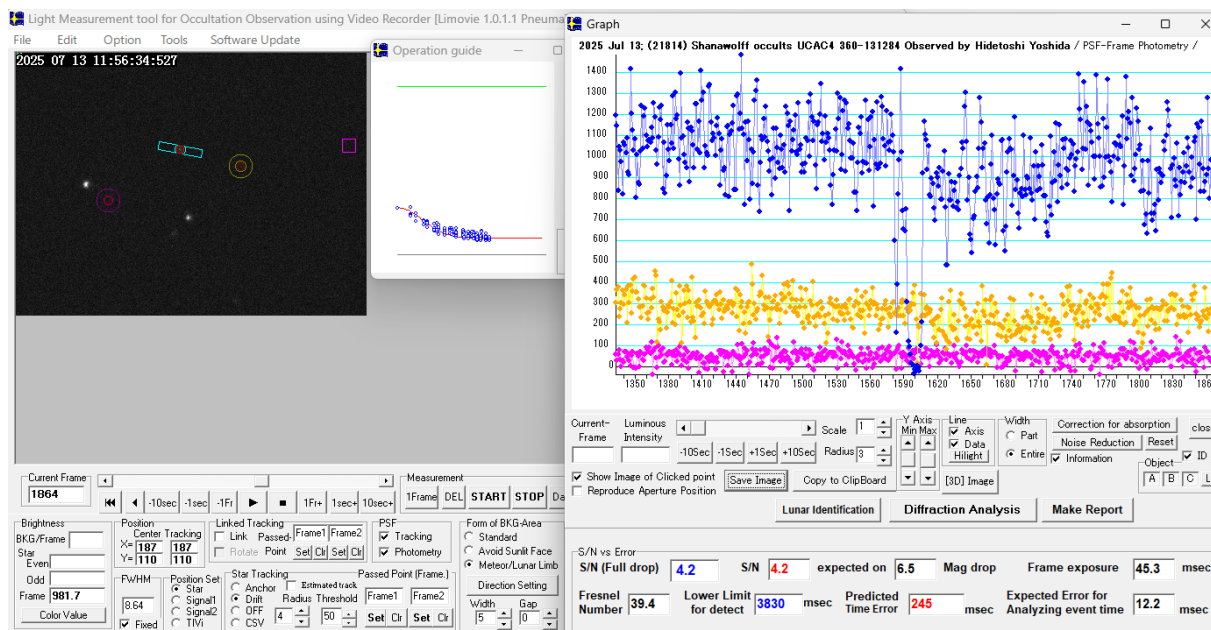 Light Measurement tool for Occultation Observation using Video Recorder [Limovie 1.0.1.1 Pneuma
File Edit Option Tools Software Update
2025 07 13 11:56:34:527
Operation guide
Graph
2025 Jul 13; (21814) Shanawolff occults UCAC4 360-131284 Observed by Hidetoshi Yoshida / PSF-Frame Photometry /
1400
1300
1200
1100
1000
900
800
700
600
500
400
300
200
100
0
1350 1380 1410 1440 1470 1500 1530 1560 1590 1620 1650 1680 1710 1740 1770 1800 1830 186
Current-Frame
Luminous Intensity
-10Sec -1Sec +1Sec +10Sec
Scale 1
Radius 3
Y Axis
Min Max
Line
Axis
Data
Hilight
Width
Part
Entire
Correction for absorption
Noise Reduction Reset
Information
clos
ID
Object
A B C L
Show Image of Clicked point
Reproduce Aperture Position
Save Image
Copy to ClipBoard
[3D] Image
Lunar Identification
Diffraction Analysis
Make Report
S/N vs Error
S/N (Full drop) 4.2 S/N 4.2 expected on 6.5 Mag drop Frame exposure 45.3 msec
Fresnel Number 39.4 Lower Limit for detect 3830 msec Predicted Time Error 245 msec Expected Error for Analyzing event time 12.2 msec
Current Frame
1864
-10sec -1sec -1Fr 1Fr+ 1sec+ 10sec+
Measurement
1Frame DEL START STOP Da
Brightness
BKG/Frame
Star
Even
Odd
Frame 981.7
Color Value
Position
Center Tracking
X= 187 187
Y= 110 110
FWHM
8.64
Fixed
Position Set
Star
Signal1
Signal2
TIVi
Linked Tracking
Link Passed- Frame1 Frame2
Rotate Point Set Clr Set Clr
PSF
Tracking
Photometry
Star Tracking Passed Point (Frame.)
Anchor Estimated track
Drift Radius Threshold Frame1 Frame2
OFF 4 50
CSV Set Clr Set Clr
Form of BKG-Area
Standard
Avoid Sunlit Face
Meteor/Lunar Limb
Direction Setting
Width Gap
5 0